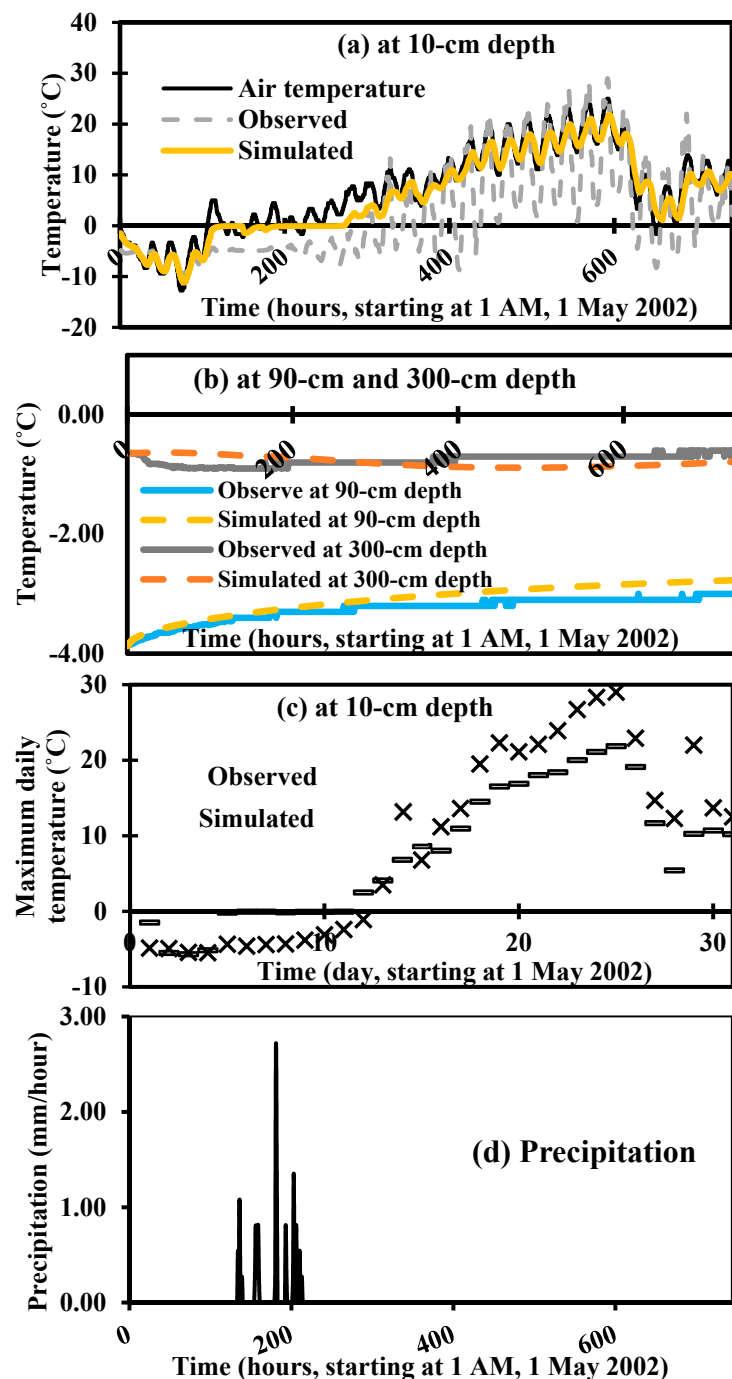 40
30
20
10
0
-10
-20
Temperature (˚C)
(a) at 10-cm depth
Air temperature
Observed
Simulated
0
200
400
600
Time (hours, starting at 1 AM, 1 May 2002)
0.00
-2.00
-4.00
Temperature (˚C)
(b) at 90-cm and 300-cm depth
0
200
400
600
Observe at 90-cm depth
Simulated at 90-cm depth
Observed at 300-cm depth
Simulated at 300-cm depth
Time (hours, starting at 1 AM, 1 May 2002)
30
20
10
0
-10
Maximum daily
temperature (˚C)
(c) at 10-cm depth
Observed
Simulated
0
10
20
30
Time (day, starting at 1 May 2002)
3.00
2.00
1.00
0.00
Precipitation (mm/hour)
(d) Precipitation
0
200
400
600
Time (hours, starting at 1 AM, 1 May 2002)